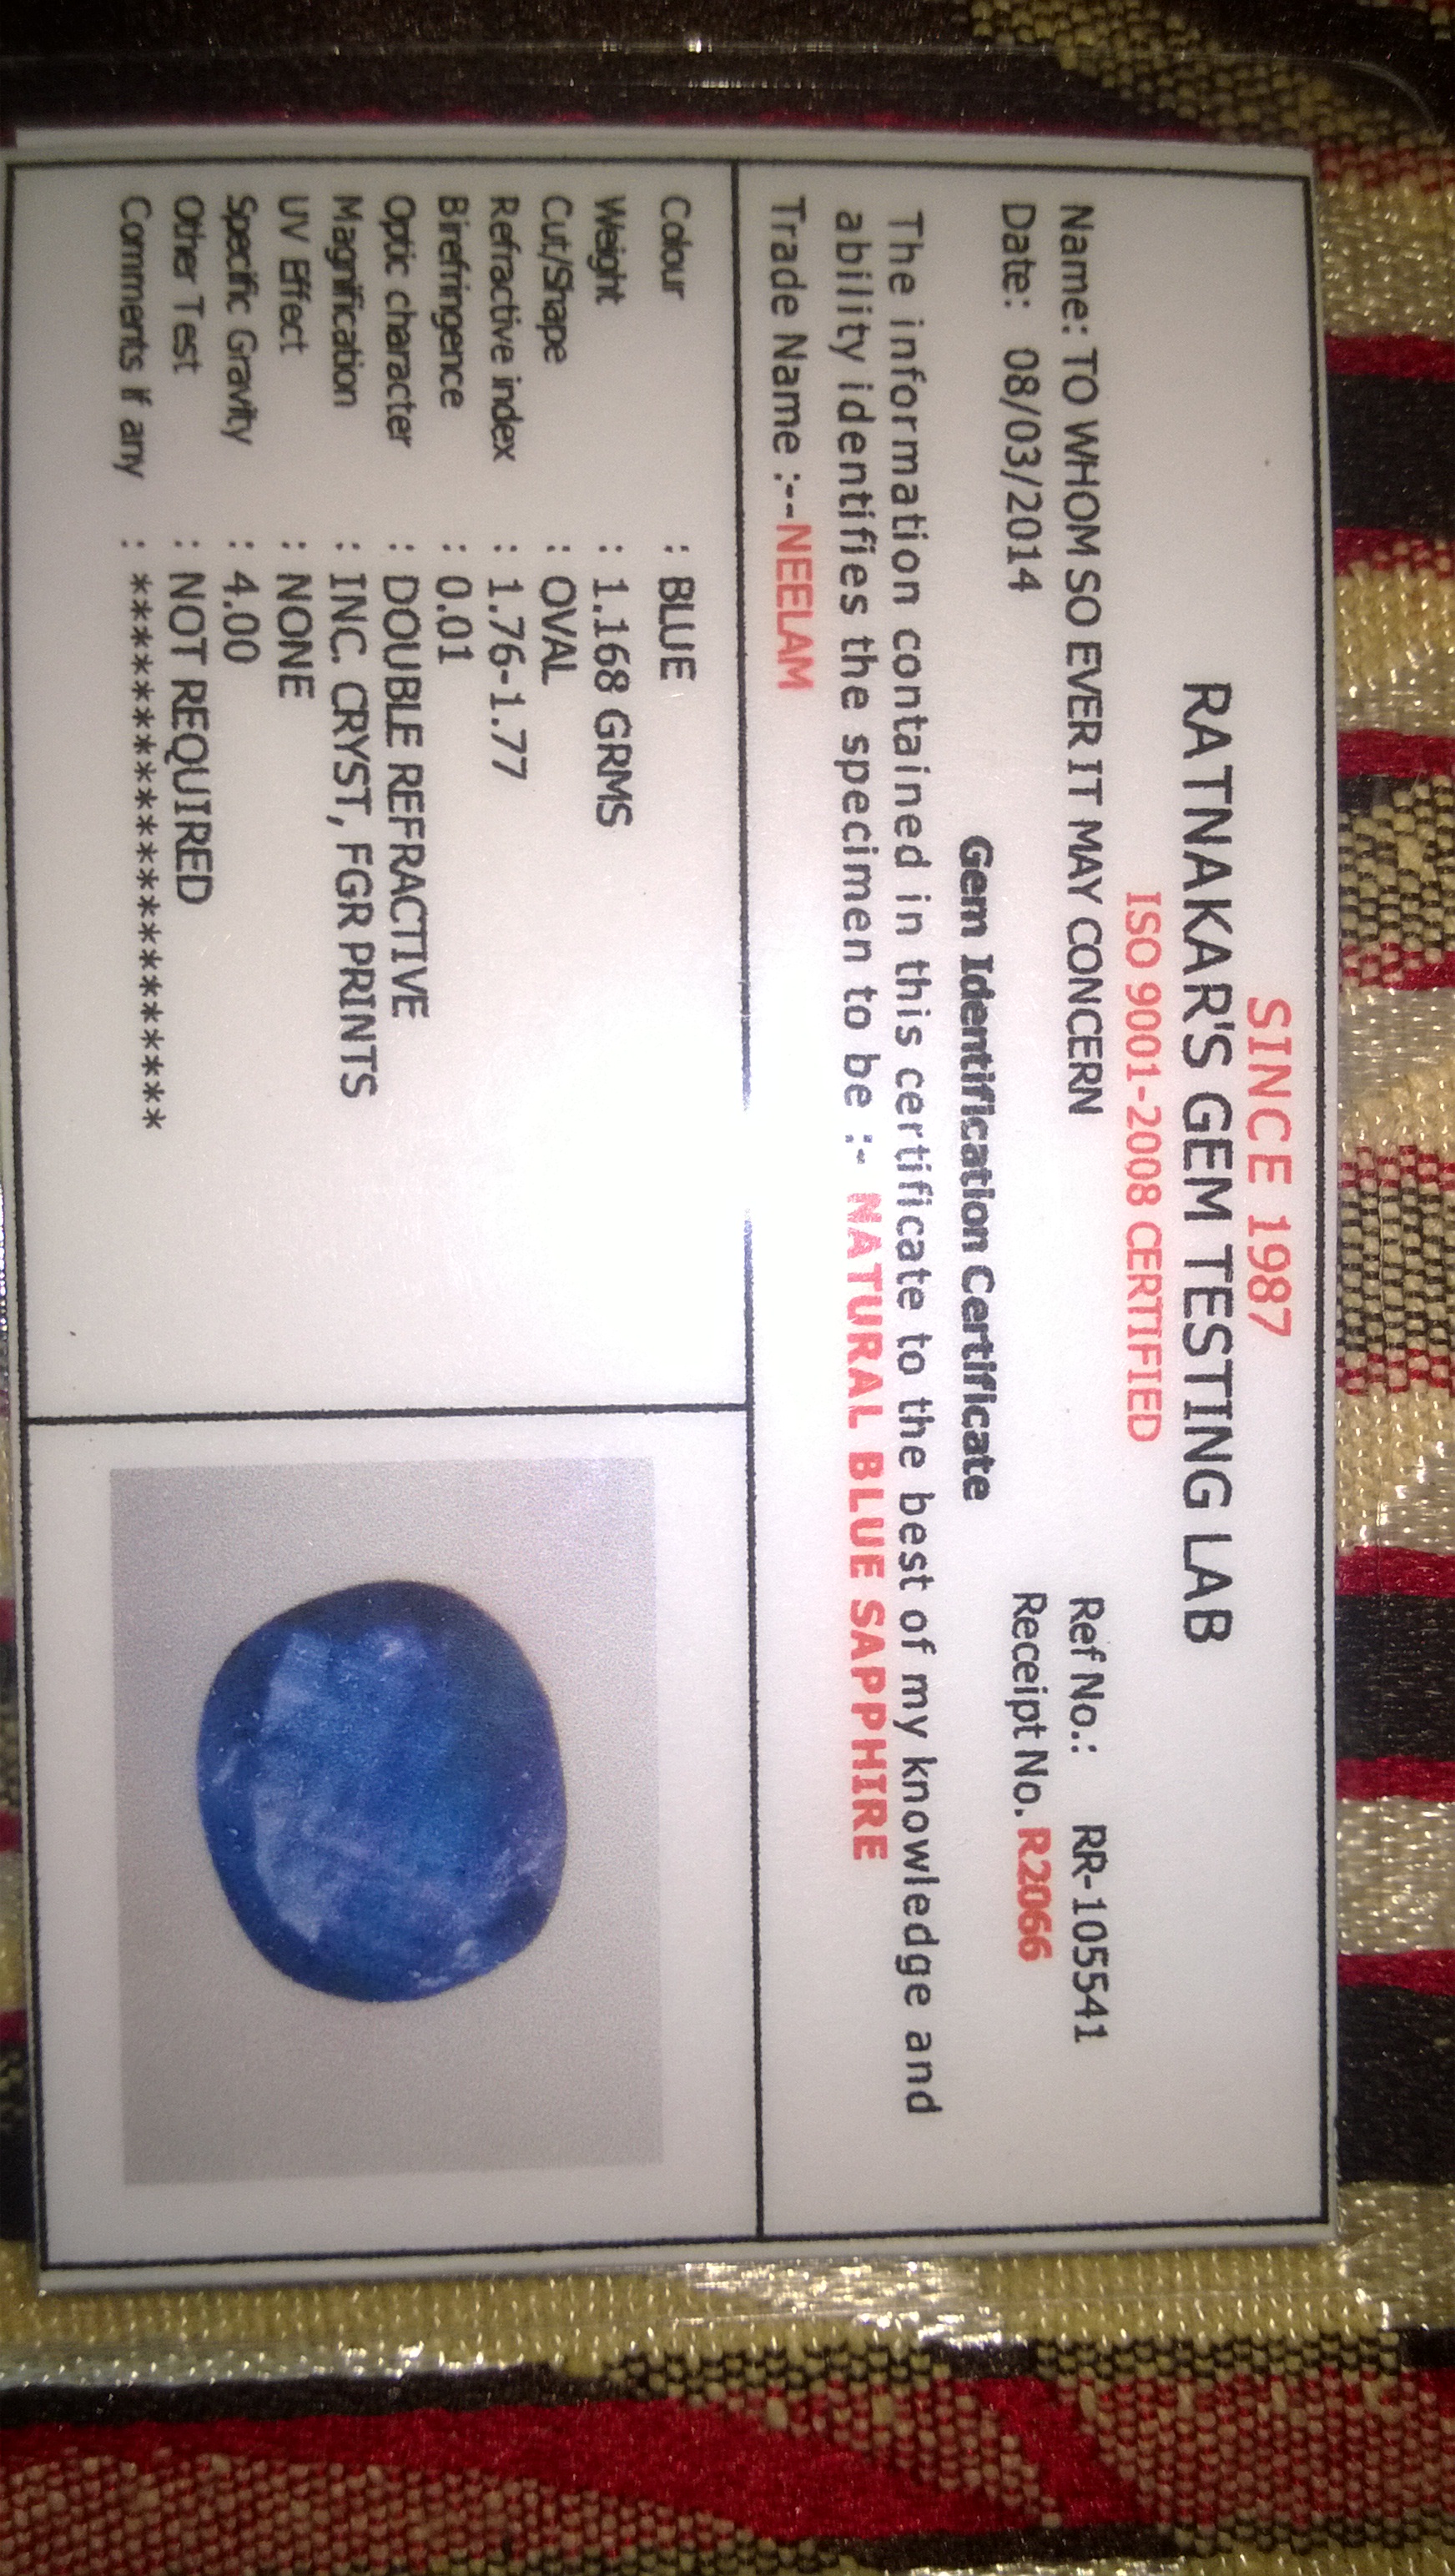 SINCE 1987
RATNAKAR'S GEM TESTING LAB
ISO 9001-2008 CERTIFIED
Name: TO WHOM SO EVER IT MAY CONCERN Ref No.: RR-105541
Date: 08/03/2014 Receipt No. R2066
Gem Identification Certificate
The information contained in this certificate to the best of my knowledge and
ability identifies the specimen to be :- NATURAL BLUE SAPPHIRE
Trade Name :--NEELAM
Colour : BLUE
Weight : 1.168 GRMS
Cut/Shape : OVAL
Refractive index : 1.76-1.77
Birefringence : 0.01
Optic character : DOUBLE REFRACTIVE
Magnification : INC. CRYST, FGR PRINTS
UV Effect : NONE
Specific Gravity : 4.00
Other Test : NOT REQUIRED
Comments If any : *********************